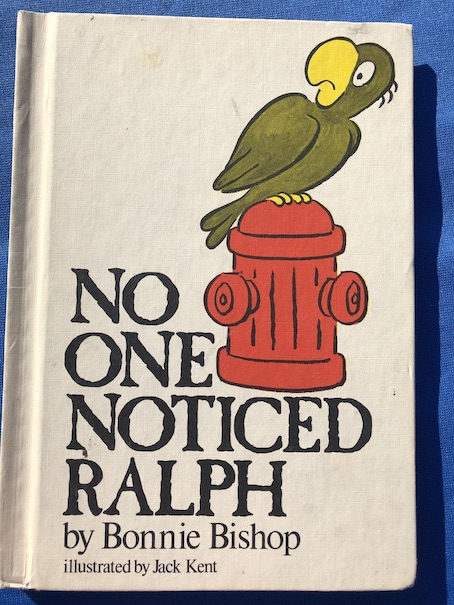 NO
ONE
NOTICED
RALPH
by Bonnie Bishop
illustrated by Jack Kent